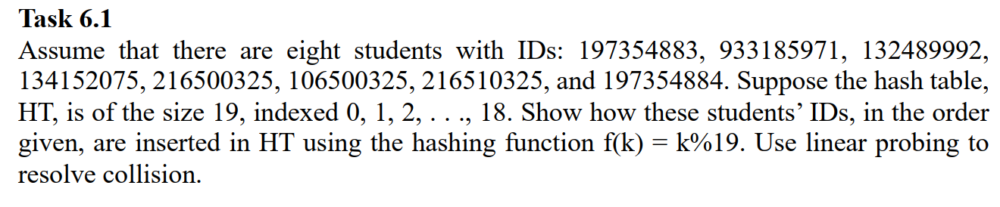 Task 6.1
Assume that there are eight students with IDs: 197354883, 933185971, 132489992,
134152075, 216500325, 106500325, 216510325, and 197354884. Suppose the hash table,
HT, is of the size 19, indexed 0, 1, 2, . . ., 18. Show how these students’ IDs, in the order
given, are inserted in HT using the hashing function f(k) = k%19. Use linear probing to
resolve collision.